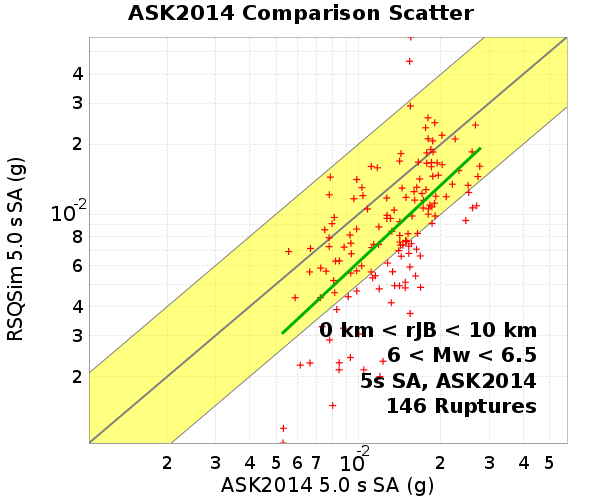 ASK2014 Comparison Scatter
RSQSim 5.0 s SA (g)
4
3
2
10-2
8
6
4
3
2
0 km < rJB < 10 km
6 < Mw < 6.5
5s SA, ASK2014
146 Ruptures
2 3 4 5 6 7 10-2 2 3 4 5
ASK2014 5.0 s SA (g)